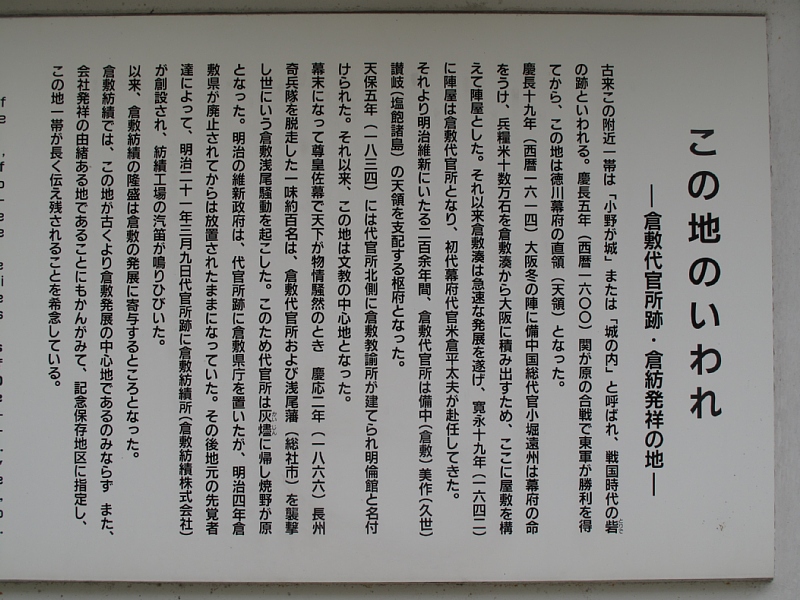 この地のいわれ
―倉敷代官所跡・倉紡発祥の地―
古来この附近一帯は「小野が城」または「城の内」と呼ばれ、戦国時代の砦
とりで
の跡といわれる。慶長五年（西暦一六〇〇）関が原の合戦で東軍が勝利を得
てから、この地は徳川幕府の直領（天領）となった。
慶長十九年（西暦一六一四）大阪冬の陣に備中国総代官小堀遠州は幕府の命
をうけ、兵糧米十数万石を倉敷湊から大阪に積み出すため、ここに屋敷を構
えて陣屋とした。それ以来倉敷湊は急速な発展を遂げ、寛永十九年（一六四二）
に陣屋は倉敷代官所となり、初代幕府代官米倉平太夫が赴任してきた。
それより明治維新にいたる二百余年間、倉敷代官所は備中（倉敷）美作（久世）
讃岐（塩飽諸島）の天領を支配する枢府となった。
天保五年（一八三四）には代官所北側に倉敷教諭所が建てられ明倫館と名付
けられた。それ以来、この地は文教の中心地となった。
幕末になって尊皇佐幕で天下が物情騒然のとき　慶応二年（一八六六）長州
奇兵隊を脱走した一味約百名は、倉敷代官所および浅尾藩（総社市）を襲撃
し世にいう倉敷浅尾騒動を起こした。このため代官所は灰燼に帰し焼野が原
かいじん
となった。明治の維新政府は、代官所跡に倉敷県庁を置いたが、明治四年倉
敷県が廃止されてからは放置されたままになっていた。その後地元の先覚者
達によって、明治二十一年三月九日代官所跡に倉敷紡績所（倉敷紡績株式会社）
が創設され、紡績工場の汽笛が鳴りひびいた。
以来、倉敷紡績の隆盛は倉敷の発展に寄与するところとなった。
倉敷紡績では、この地が古くより倉敷発展の中心地であるのみならず　また、
会社発祥の由緒ある地であることにもかんがみて、記念保存地区に指定し、
この地一帯が長く伝え残されることを希念している。